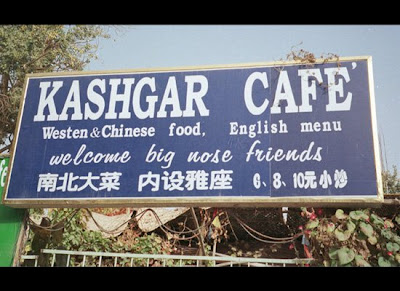 KASHGAR CAFE'
Westen & Chinese food, English menu
welcome big nose friends
南北大菜 内设雅座 6、8、10元小炒